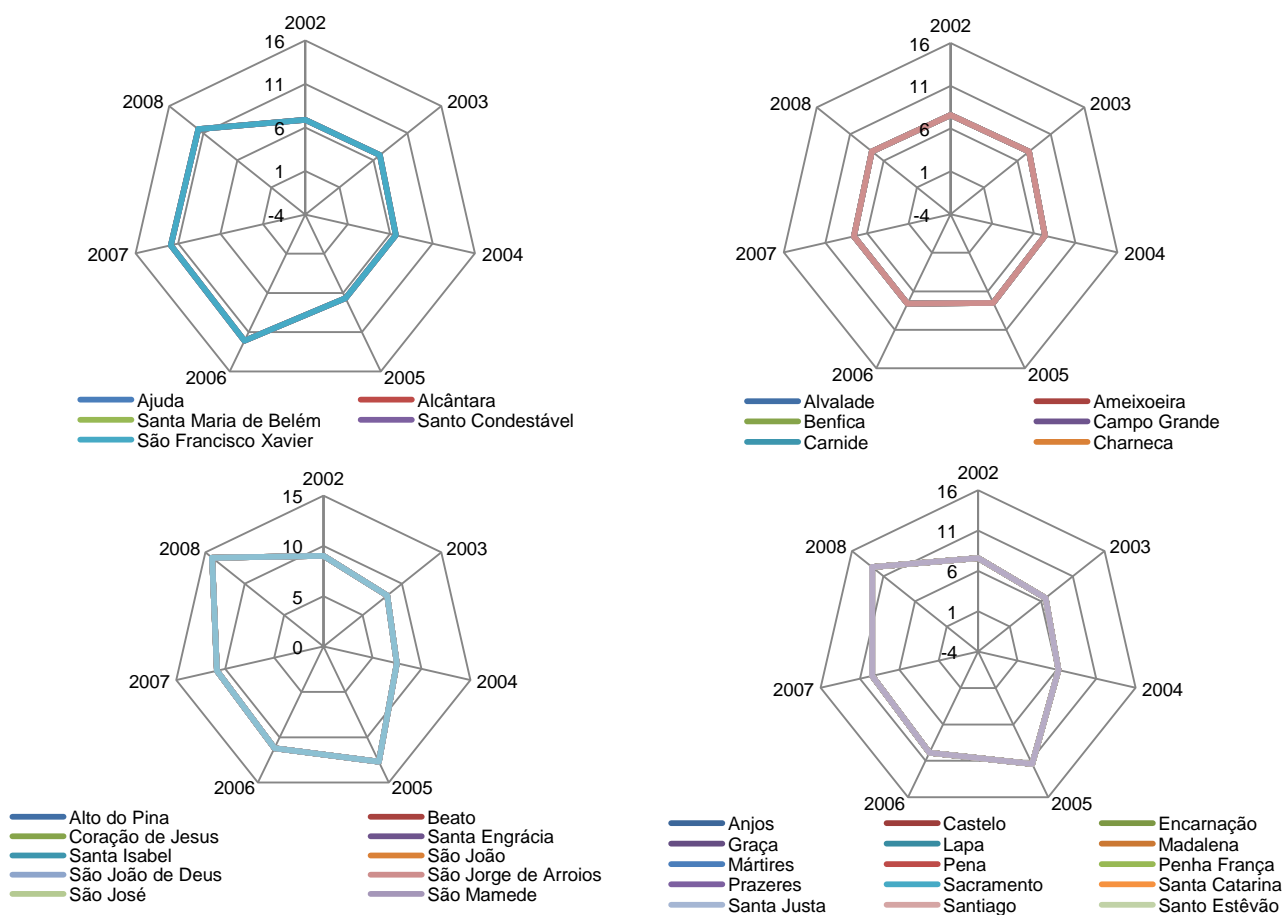 2002
16
11
6
1
-4
2003
2004
2005
2006
2007
2008
Ajuda
Alcântara
Santa Maria de Belém
Santo Condestável
São Francisco Xavier
2002
16
11
6
1
-4
2003
2004
2005
2006
2007
2008
Alvalade
Ameixoeira
Benfica
Campo Grande
Carnide
Charneca
2002
15
10
5
0
2003
2004
2005
2006
2007
2008
Alto do Pina
Beato
Coração de Jesus
Santa Engrácia
Santa Isabel
São João
São João de Deus
São Jorge de Arroios
São José
São Mamede
2002
16
11
6
1
-4
2003
2004
2005
2006
2007
2008
Anjos
Castelo
Encarnação
Graça
Lapa
Madalena
Mártires
Pena
Penha França
Prazeres
Sacramento
Santa Catarina
Santa Justa
Santiago
Santo Estêvão